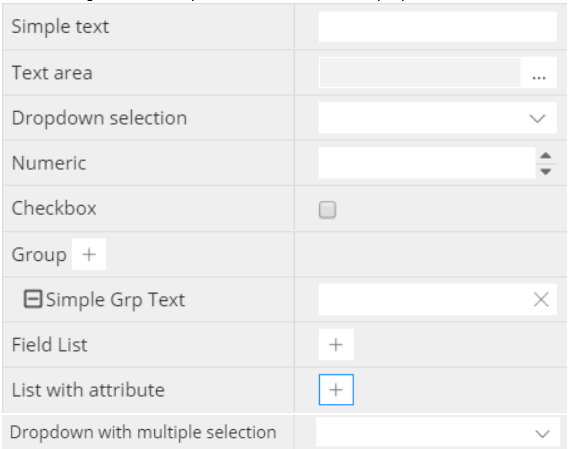 Simple text
Text area ...
Dropdown selection
Numeric
Checkbox
Group +
Simple Grp Text
Field List +
List with attribute +
Dropdown with multiple selection